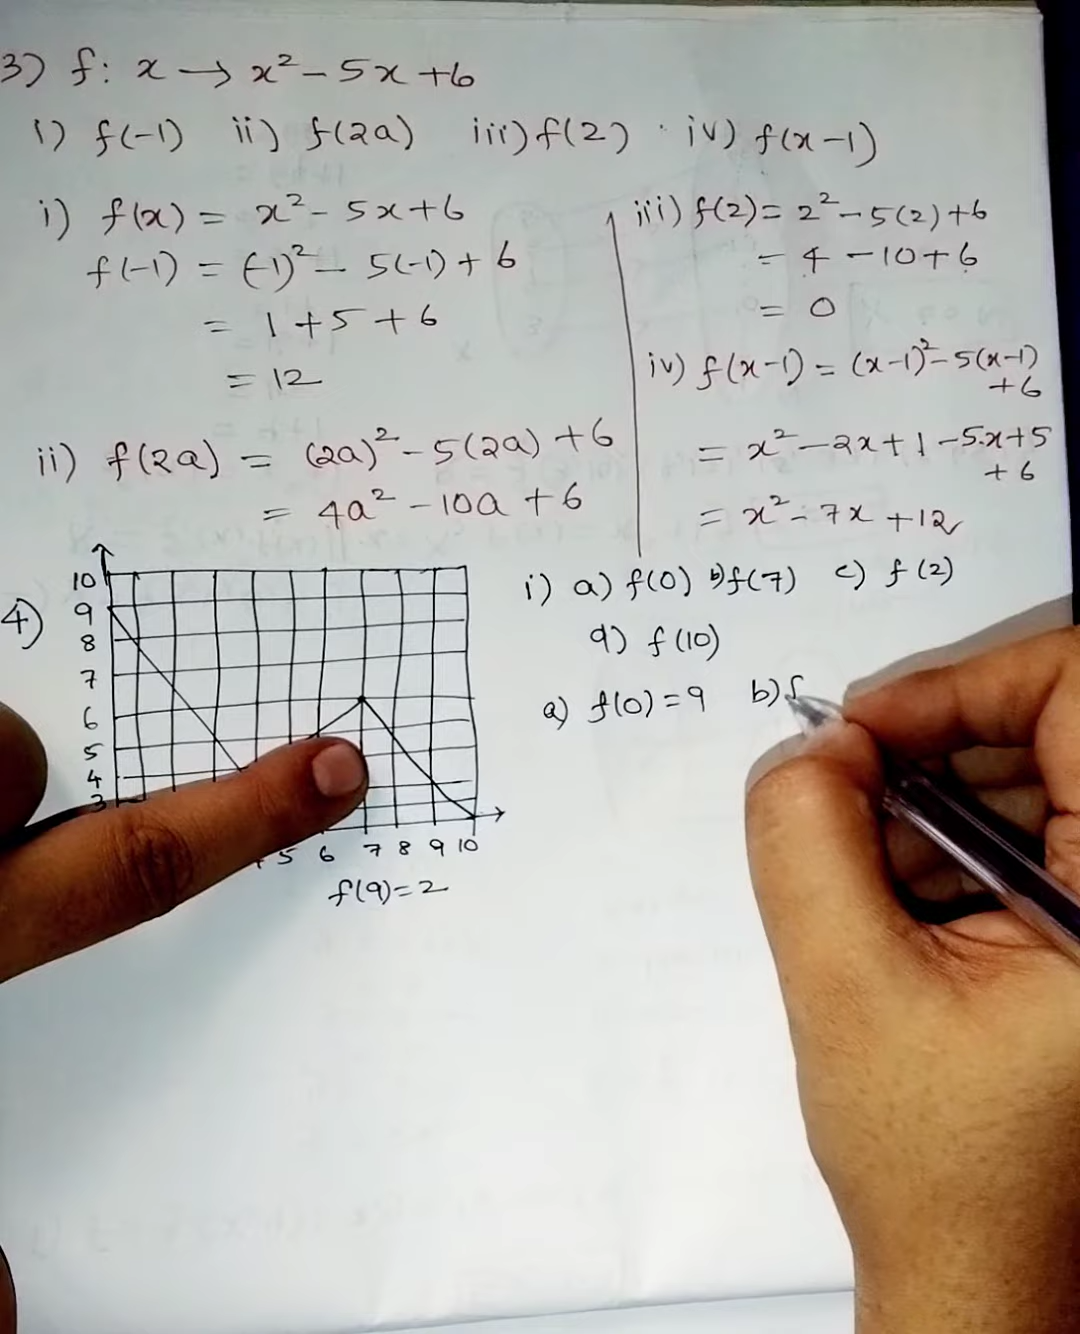 3) f: x → x² - 5x + 6
i) f(-1) ii) f(2a) iii) f(2) iv) f(x-1)
i) f(x) = x² - 5x + 6
f(-1) = (-1)² - 5(-1) + 6
= 1 + 5 + 6
= 12
ii) f(2a) = (2a)² - 5(2a) + 6
= 4a² - 10a + 6
iii) f(2) = 2² - 5(2) + 6
= 4 - 10 + 6
= 0
iv) f(x-1) = (x-1)² - 5(x-1)
+6
= x² - 2x + 1 - 5x + 5
+ 6
= x² - 7x + 12
4)
10
9
8
7
6
5
4
3
5 6 7 8 9 10
f(9) = 2
i) a) f(0) b) f(7) c) f(2)
d) f(10)
a) f(0) = 9 b) f